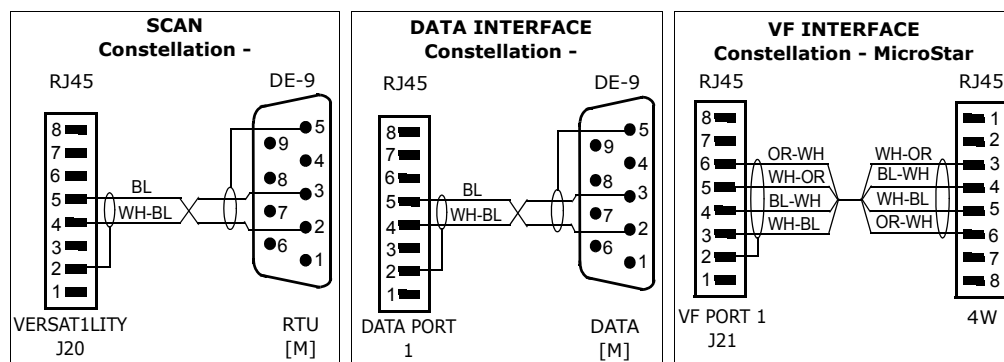 SCAN
Constellation -
RJ45
DE-9
8
7
6
5
4
3
2
1
BL
WH-BL
9
8
7
6
5
4
3
2
1
VERSAT1LITY
J20
RTU
[M]
DATA INTERFACE
Constellation -
RJ45
DE-9
8
7
6
5
4
3
2
1
BL
WH-BL
9
8
7
6
5
4
3
2
1
DATA PORT
1
DATA
[M]
VF INTERFACE
Constellation - MicroStar
RJ45
RJ45
8
7
6
5
4
3
2
1
OR-WH
WH-OR
BL-WH
WH-BL
WH-OR
BL-WH
WH-BL
OR-WH
1
2
3
4
5
6
7
8
VF PORT 1
J21
4W